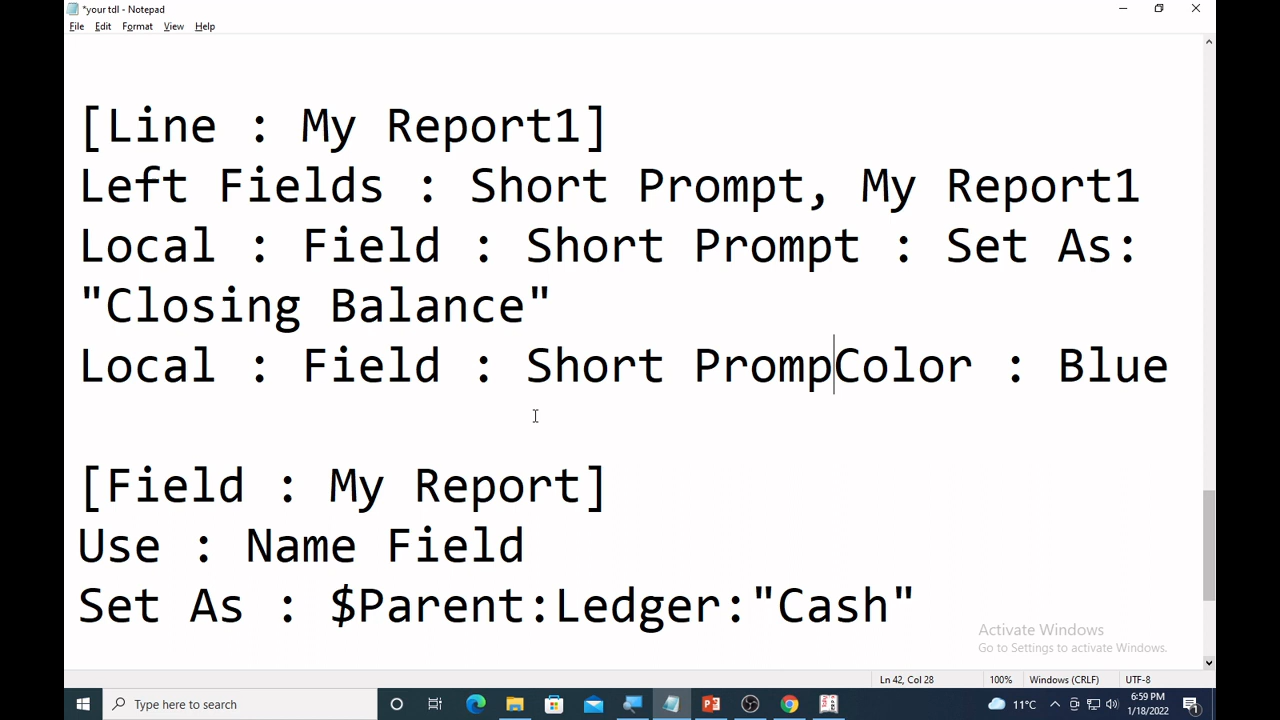 *your tdl - Notepad
File Edit Format View Help
[Line : My Report1]
Left Fields : Short Prompt, My Report1
Local : Field : Short Prompt : Set As:
"Closing Balance"
Local : Field : Short PrompColor : Blue
[Field : My Report]
Use : Name Field
Set As : $Parent:Ledger:"Cash"
Activate Windows
Go to Settings to activate Windows.
Ln 42, Col 28 100% Windows (CRLF) UTF-8
Type here to search 11°C 6:59 PM
1/18/2022